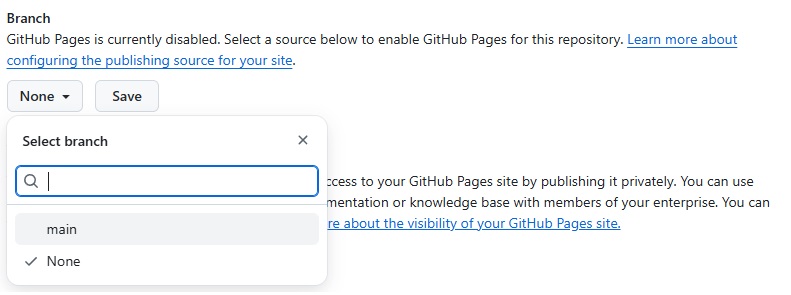 Branch
GitHub Pages is currently disabled. Select a source below to enable GitHub Pages for this repository. Learn more about
configuring the publishing source for your site.
None Save
Select branch
ccess to your GitHub Pages site by publishing it privately. You can use
mentation or knowledge base with members of your enterprise. You can
main
re about the visibility of your GitHub Pages site.
None